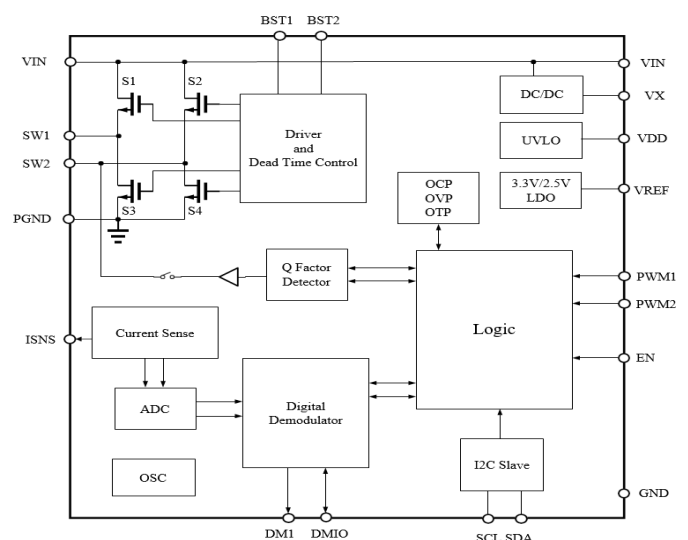 BST1 BST2
VIN
VIN
S1
S2
DC/DC
VX
SW1
Driver
and
Dead Time Control
UVLO
VDD
SW2
OCP
OVP
OTP
3.3V/2.5V
LDO
VREF
S3
S4
PGND
Q Factor
Detector
PWM1
PWM2
Logic
ISNS
Current Sense
EN
ADC
Digital
Demodulator
I2C Slave
OSC
GND
DM1
DMIO
SCL SDA